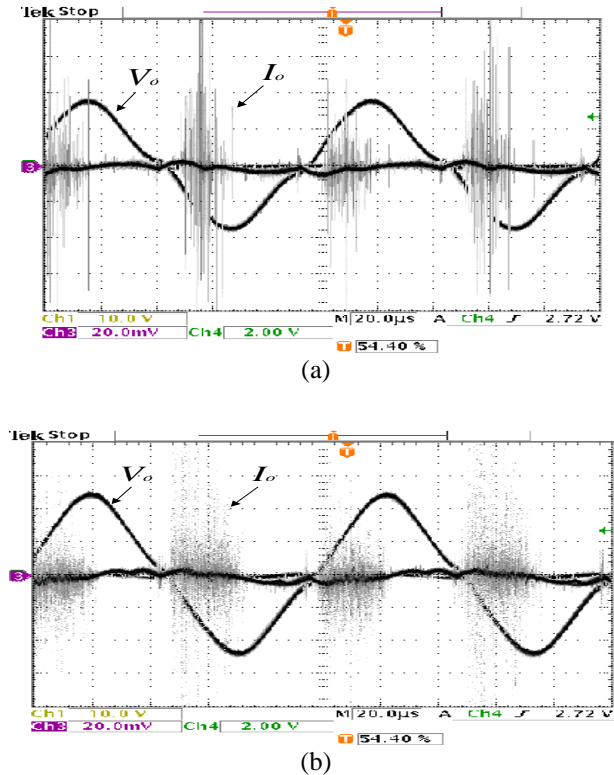 Tek Stop
T
Vo
Io
3
Ch1 10.0 V M 20.0µs A Ch4 2.72 V
Ch3 20.0mV Ch4 2.00 V
T 54.40 %
(a)
Tek Stop
T
Vo
Io
3
Ch1 10.0 V M 20.0µs A Ch4 2.72 V
Ch3 20.0mV Ch4 2.00 V
T 54.40 %
(b)